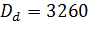 D_d = 3260